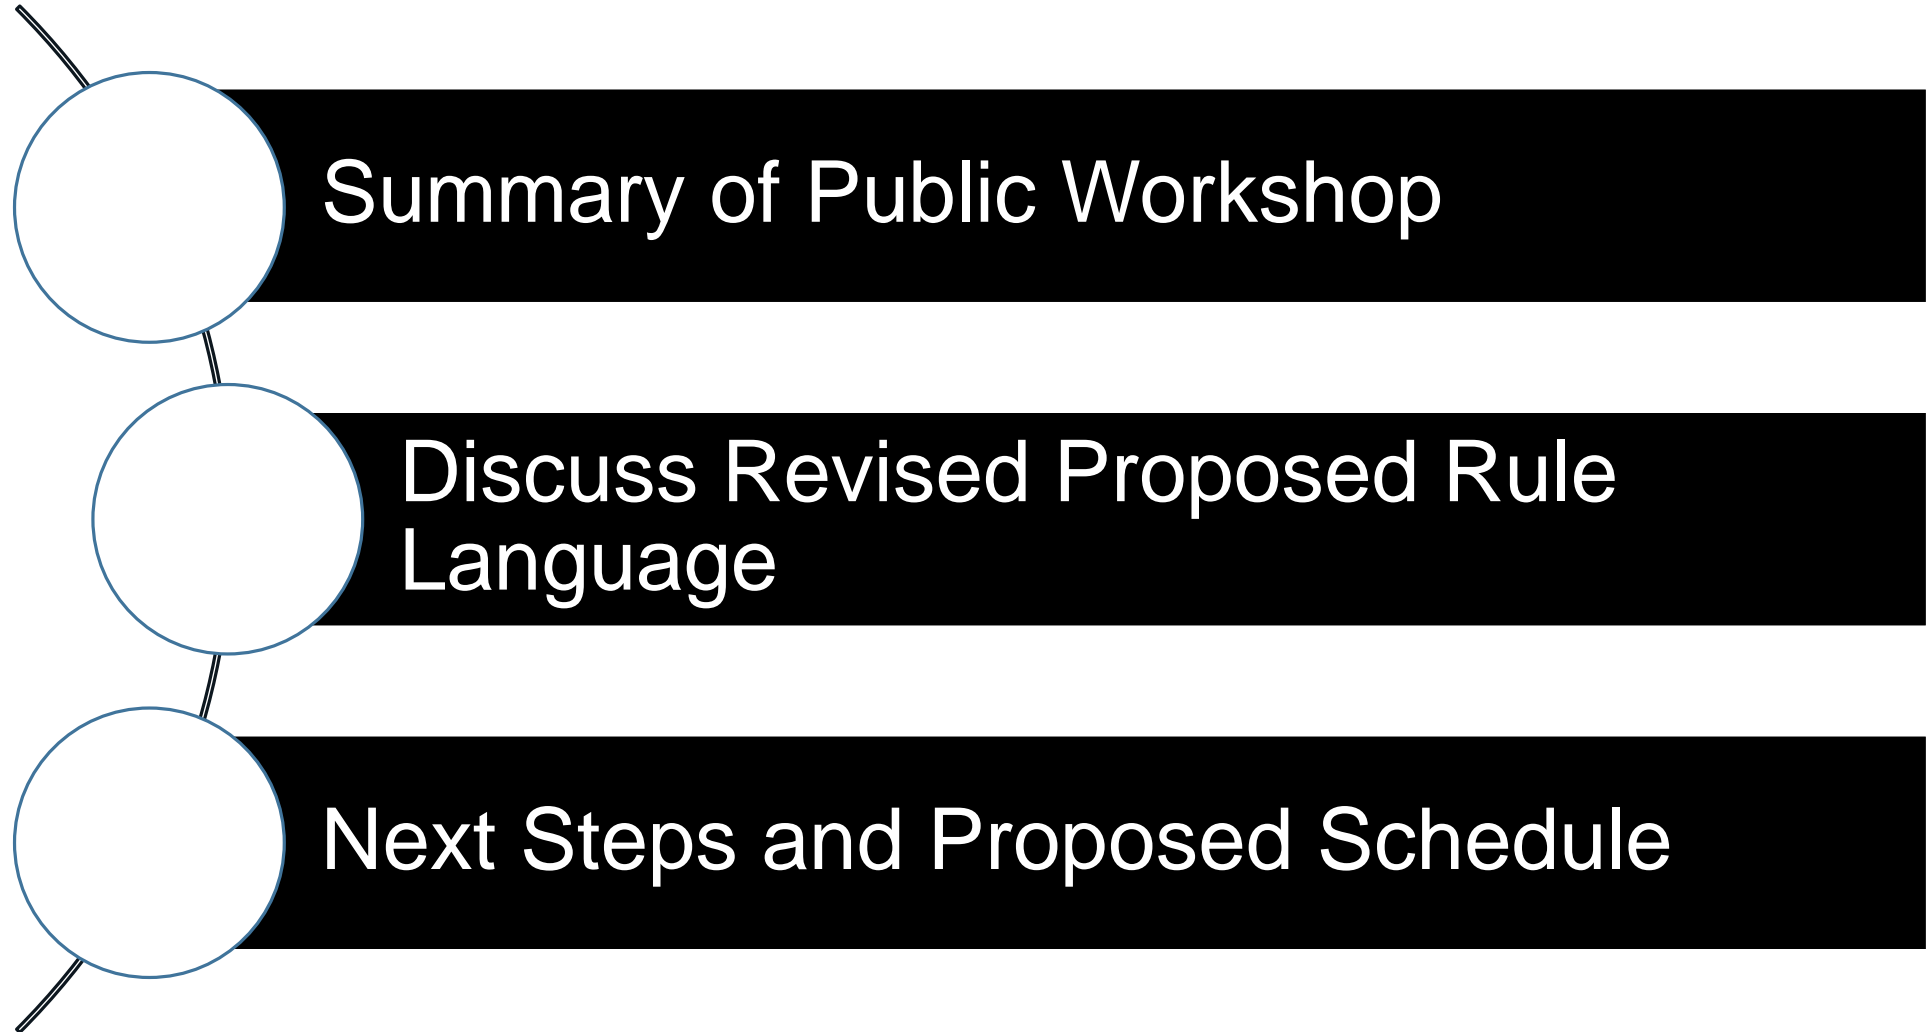 Summary of Public Workshop
Discuss Revised Proposed Rule
Language
Next Steps and Proposed Schedule